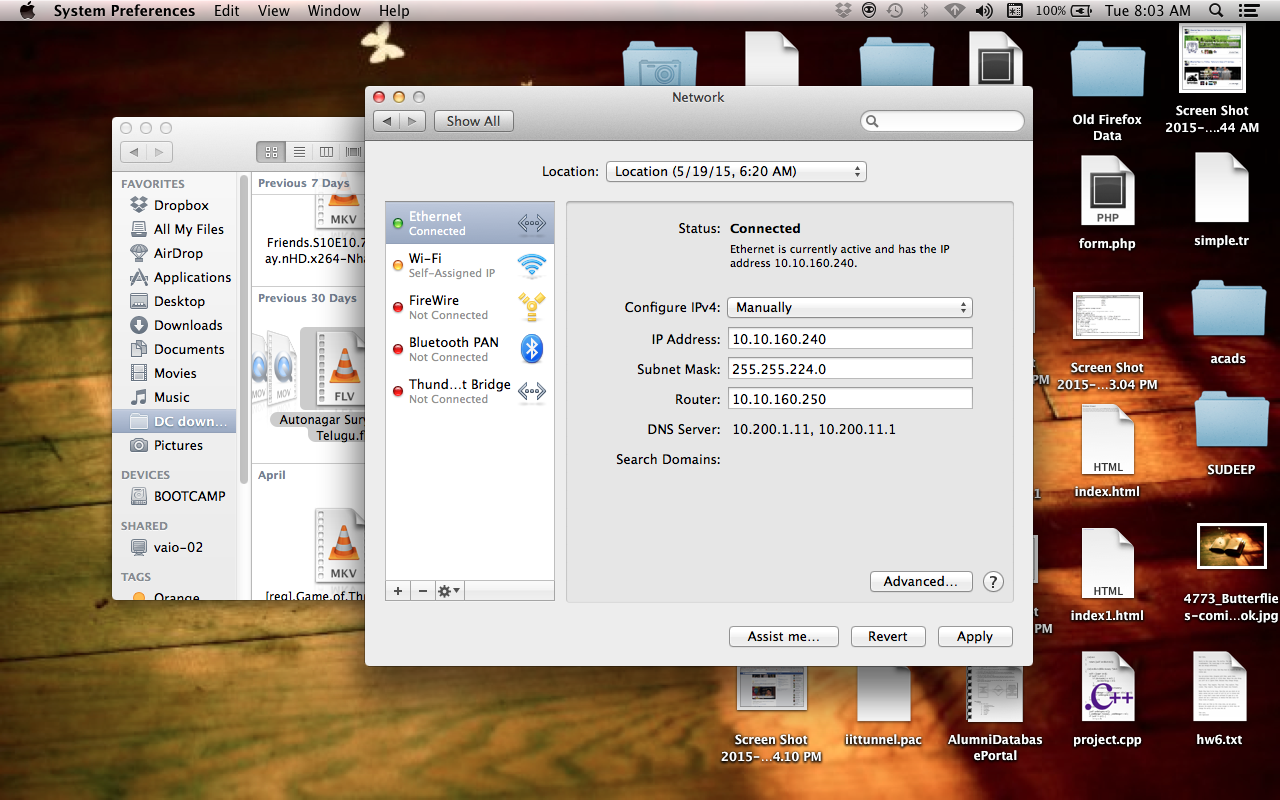 System Preferences Edit View Window Help 100% Tue 8:03 AM
Network
Show All
Location: Location (5/19/15, 6:20 AM)
Ethernet
Connected
Wi-Fi
Self-Assigned IP
FireWire
Not Connected
Bluetooth PAN
Not Connected
Thund...t Bridge
Not Connected
Status: Connected
Ethernet is currently active and has the IP
address 10.10.160.240.
Configure IPv4: Manually
IP Address: 10.10.160.240
Subnet Mask: 255.255.224.0
Router: 10.10.160.250
DNS Server: 10.200.1.11, 10.200.11.1
Search Domains:
Advanced...
?
Assist me...
Revert
Apply
FAVORITES
Dropbox
All My Files
AirDrop
Applications
Desktop
Downloads
Documents
Movies
Music
DC down...
Pictures
DEVICES
BOOTCAMP
SHARED
vaio-02
TAGS
Orange
Previous 7 Days
MKV
Friends.S10E10.7
ay.nHD.x264-Nha
Previous 30 Days
MOV
MOV
FLV
Autonagar Sur
Telugu.f
April
MKV
[req].Game.of.Th
Old Firefox
Data
Screen Shot
2015-....44 AM
PHP
form.php
simple.tr
Screen Shot
2015-...3.04 PM
acads
HTML
index.html
SUDEEP
HTML
index1.html
4773_Butterflie
s-comi...ok.jpg
PM
1
t
PM
Screen Shot
2015-...4.10 PM
iittunnel.pac
AlumniDatabas
ePortal
.C++
project.cpp
hw6.txt